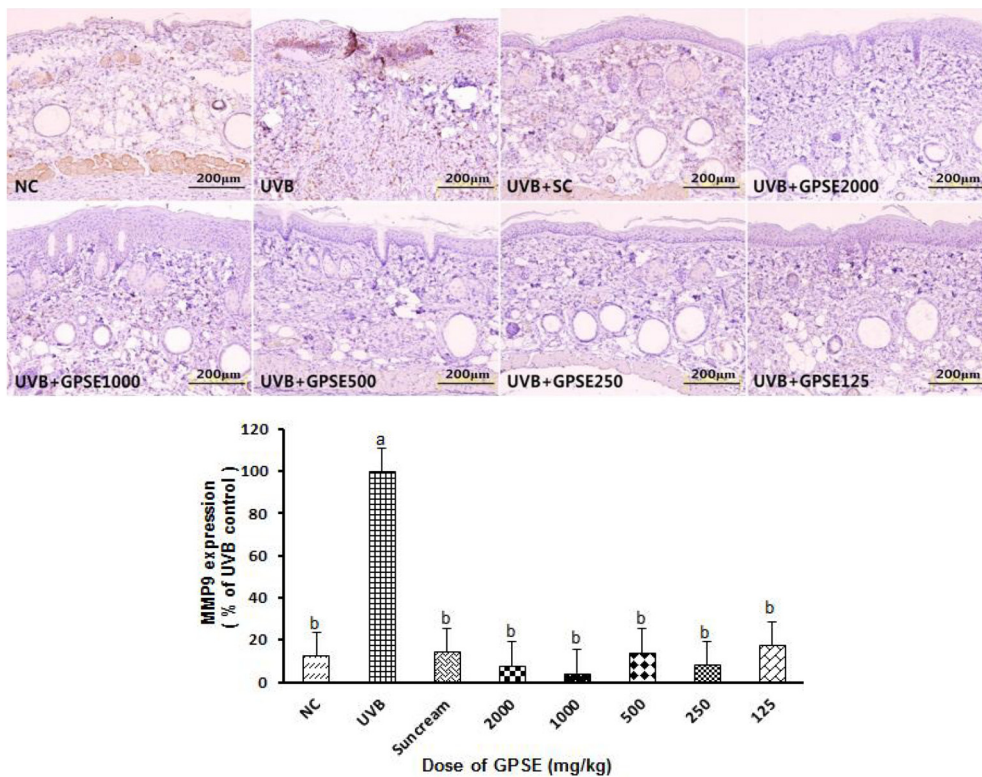 NC
200μm
UVB
200μm
UVB+SC
200μm
UVB+GPSE2000
200μm
UVB+GPSE1000
200μm
UVB+GPSE500
200μm
UVB+GPSE250
200μm
UVB+GPSE125
200μm
MMP9 expression
( % of UVB control )
120
100
80
60
40
20
0
b
a
b
b
b
b
b
b
NC
UVB
Suncream
2000
1000
500
250
125
Dose of GPSE (mg/kg)